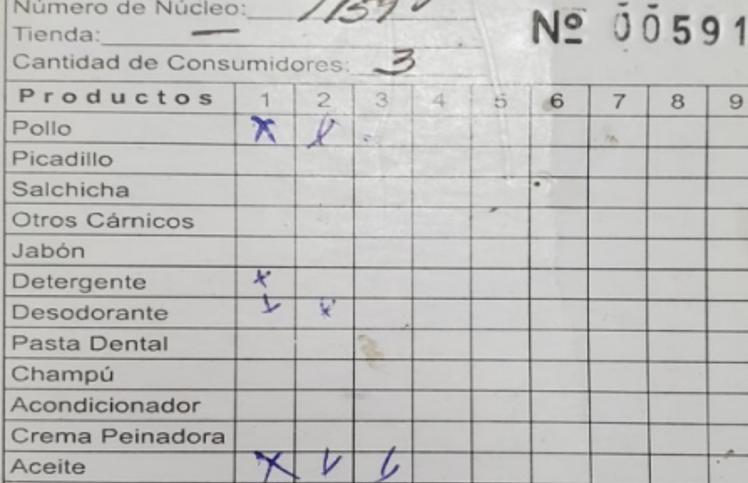 Número de Núcleo:
Nº 00591
Tienda: —
Cantidad de Consumidores: 3
Productos 1 2 3 4 5 6 7 8 9
Pollo x x
Picadillo
Salchicha
Otros Cárnicos
Jabón
Detergente x
Desodorante x x
Pasta Dental
Champú
Acondicionador
Crema Peinadora
Aceite x